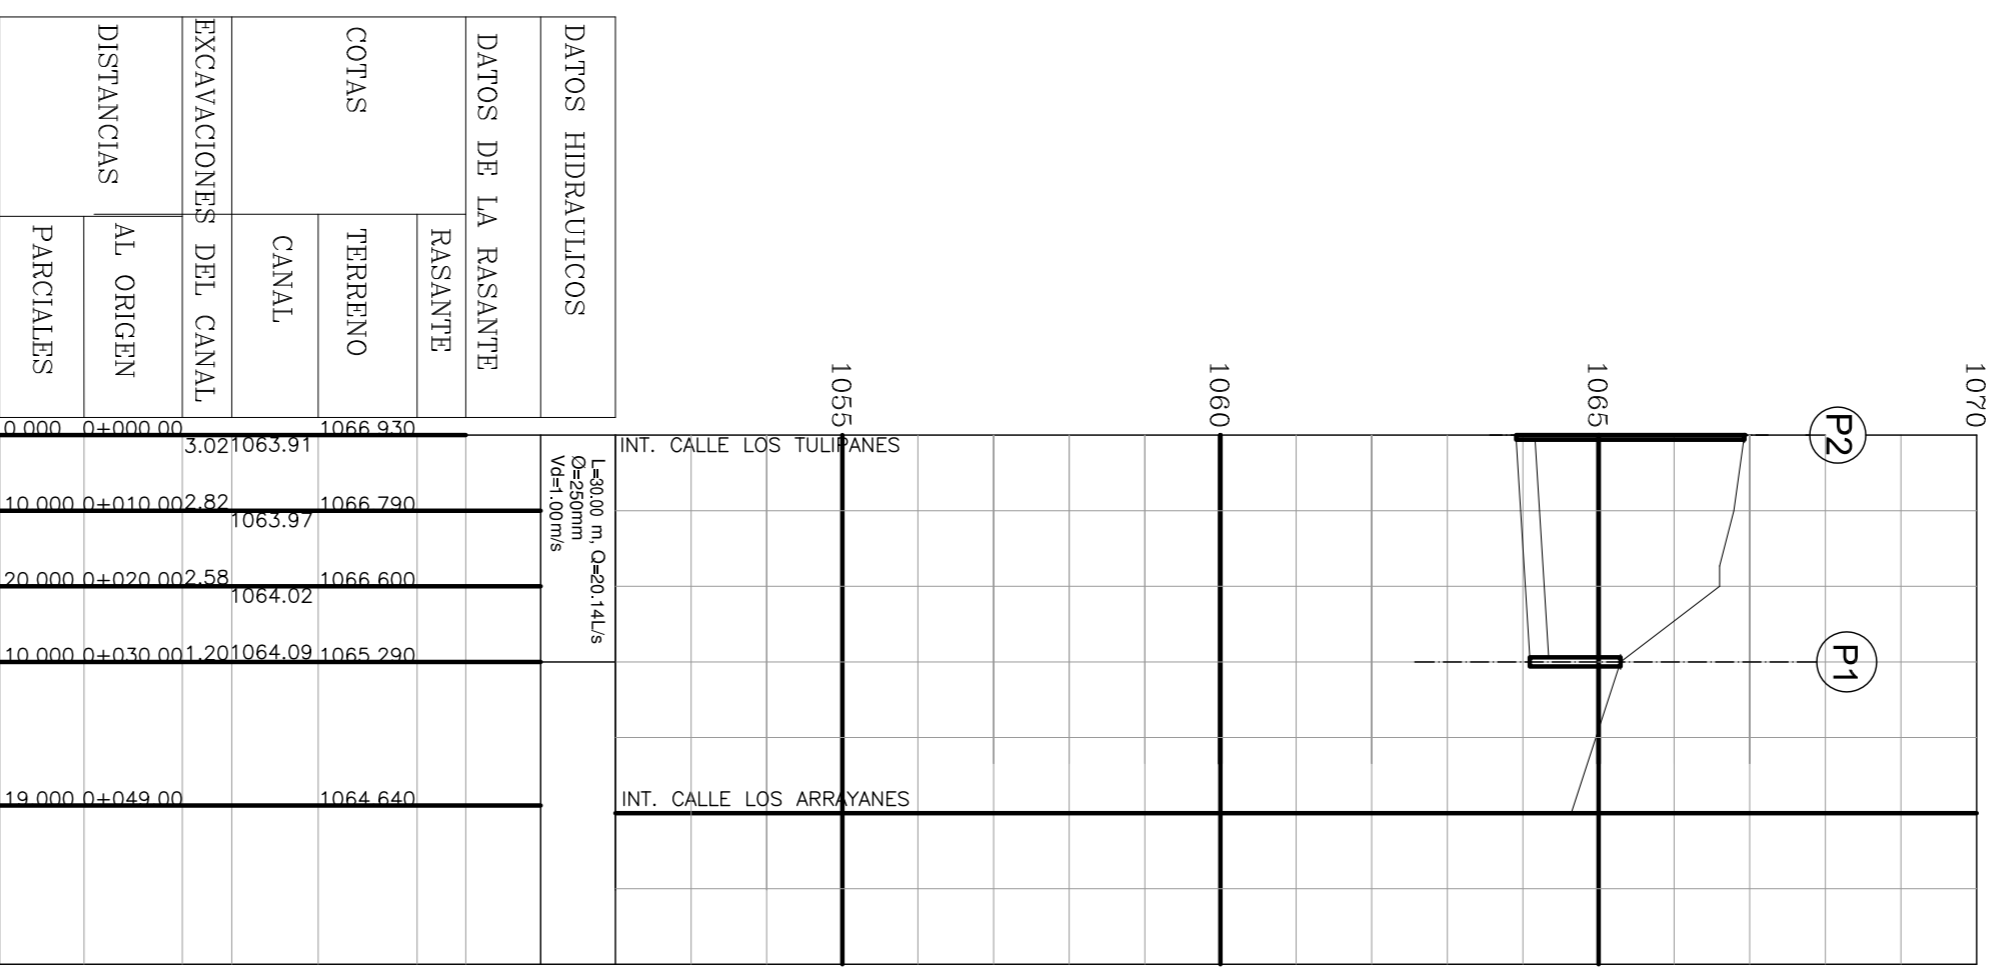 DATOS HIDRAULICOS
DATOS DE LA RASANTE
COTAS
RASANTE
TERRENO
CANAL
EXCAVACIONES DEL CANAL
DISTANCIAS
AL ORIGEN
PARCIALES
1055
1060
1065
1070
P2
P1
INT. CALLE LOS TULIPANES
INT. CALLE LOS ARRAYANES
L=30.00 m, Q=20.14L/s
Ø=250mm
Vd=1.00m/s
0.000 0+000.00 3.02 1063.91 1066.930
10.000 0+010.00 2.82 1063.97 1066.790
20.000 0+020.00 2.58 1064.02 1066.600
10.000 0+030.00 1.20 1064.09 1065.290
19.000 0+049.00 1064.640